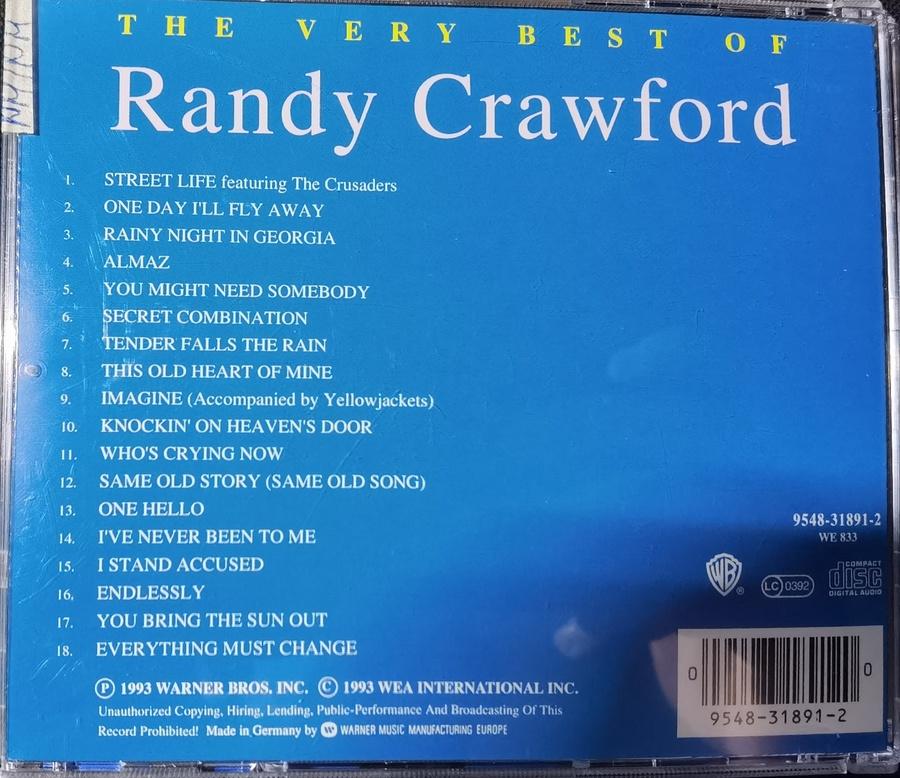 THE VERY BEST OF
Randy Crawford
1. STREET LIFE featuring The Crusaders
2. ONE DAY I'LL FLY AWAY
3. RAINY NIGHT IN GEORGIA
4. ALMAZ
5. YOU MIGHT NEED SOMEBODY
6. SECRET COMBINATION
7. TENDER FALLS THE RAIN
8. THIS OLD HEART OF MINE
9. IMAGINE (Accompanied by Yellowjackets)
10. KNOCKIN' ON HEAVEN'S DOOR
11. WHO'S CRYING NOW
12. SAME OLD STORY (SAME OLD SONG)
13. ONE HELLO
14. I'VE NEVER BEEN TO ME
15. I STAND ACCUSED
16. ENDLESSLY
17. YOU BRING THE SUN OUT
18. EVERYTHING MUST CHANGE
9548-31891-2
WE 833
WB ®
LC 0392
COMPACT
disc
DIGITAL AUDIO
Ⓟ 1993 WARNER BROS. INC. © 1993 WEA INTERNATIONAL INC.
Unauthorized Copying, Hiring, Lending, Public-Performance And Broadcasting Of This
Record Prohibited! Made in Germany by WARNER MUSIC MANUFACTURING EUROPE
0 0
9548-31891-2